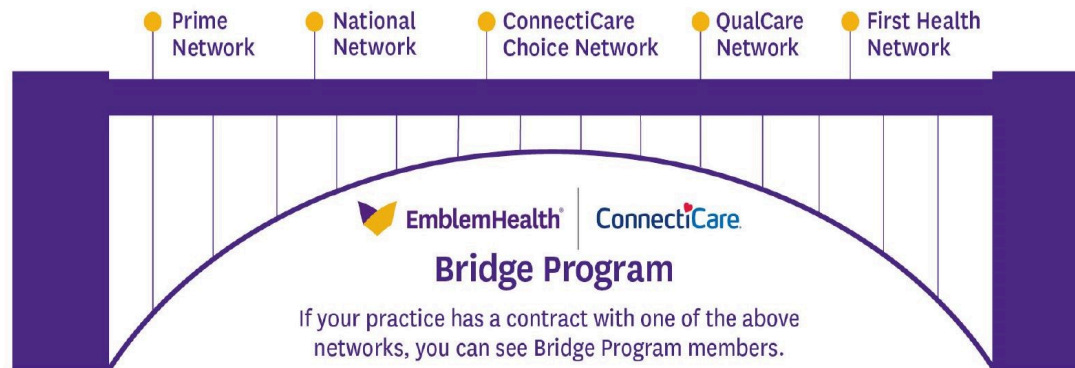 Prime
Network
National
Network
ConnectiCare
Choice Network
QualCare
Network
First Health
Network
EmblemHealth®
ConnectiCare.
Bridge Program
If your practice has a contract with one of the above
networks, you can see Bridge Program members.